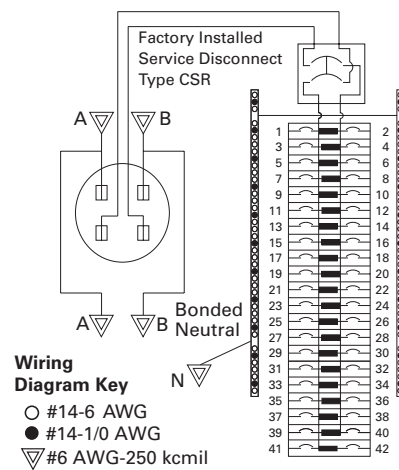 Factory Installed
Service Disconnect
Type CSR
A B
1 2
3 4
5 6
7 8
9 10
11 12
13 14
15 16
17 18
19 20
21 22
23 24
25 26
27 28
29 30
31 32
33 34
35 36
37 38
39 40
41 42
A B
Bonded
Neutral
N
Wiring
Diagram Key
#14-6 AWG
#14-1/0 AWG
#6 AWG-250 kcmil